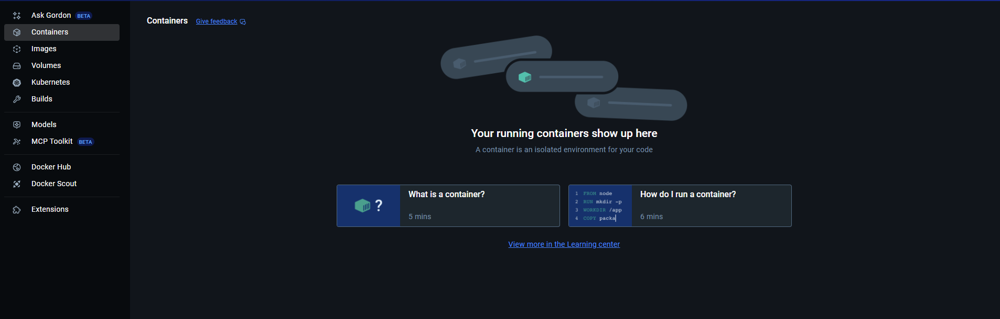 Ask Gordon BETA
Containers
Images
Volumes
Kubernetes
Builds
Models
MCP Toolkit BETA
Docker Hub
Docker Scout
Extensions
Containers Give feedback
Your running containers show up here
A container is an isolated environment for your code
?
What is a container?
5 mins
1 FROM node
2 RUN mkdir -p
3 WORKDIR /app
4 COPY packa
How do I run a container?
6 mins
View more in the Learning center